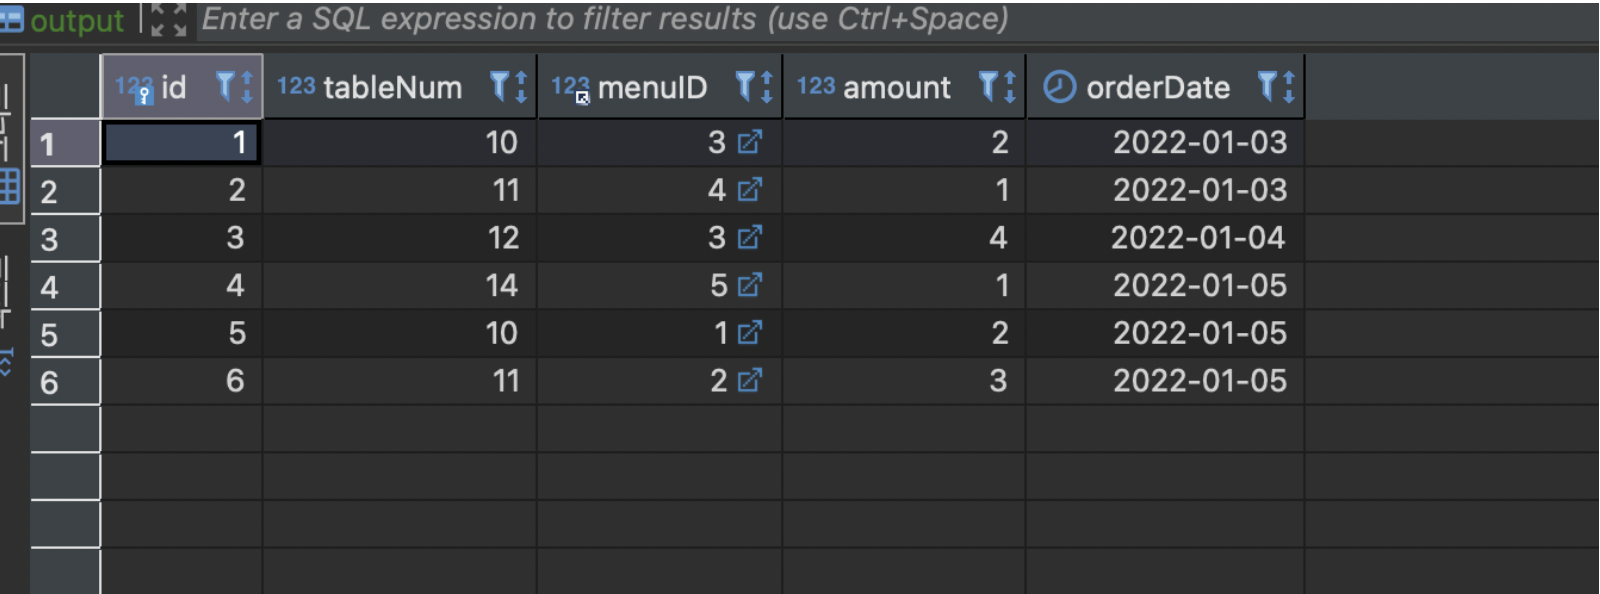 output Enter a SQL expression to filter results (use Ctrl+Space)
123 id 123 tableNum 123 menuID 123 amount orderDate
1 1 10 3 2 2022-01-03
2 2 11 4 1 2022-01-03
3 3 12 3 4 2022-01-04
4 4 14 5 1 2022-01-05
5 5 10 1 2 2022-01-05
6 6 11 2 3 2022-01-05